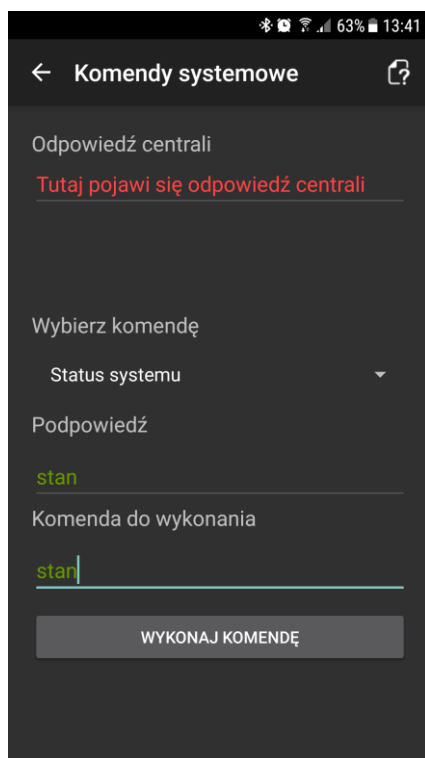 63% 13:41
Komendy systemowe
Odpowiedź centrali
Tutaj pojawi się odpowiedź centrali
Wybierz komendę
Status systemu
Podpowiedź
stan
Komenda do wykonania
stan
WYKONAJ KOMENDĘ